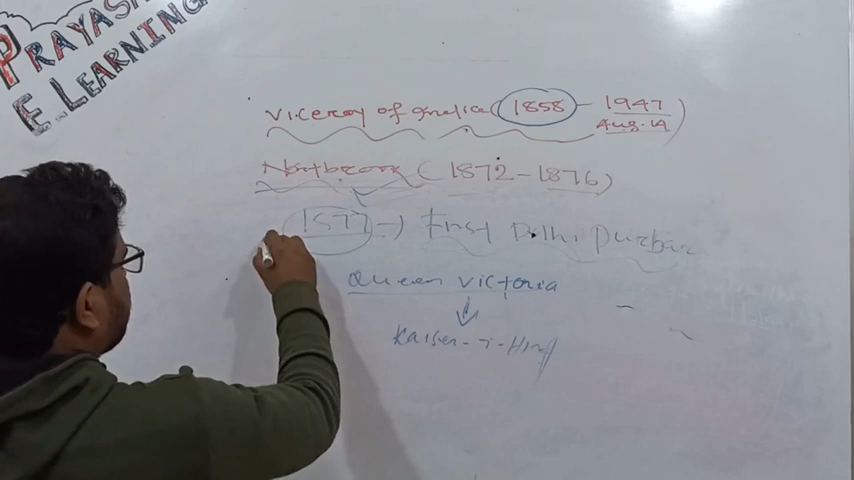 PRAYAS
E.LEARNING
Viceroy of India (1858 - 1947
Aug. 14)
Northbrook (1872 - 1876)
1877 → First Delhi Durbar
Queen Victoria
Kaiser-i-Hind